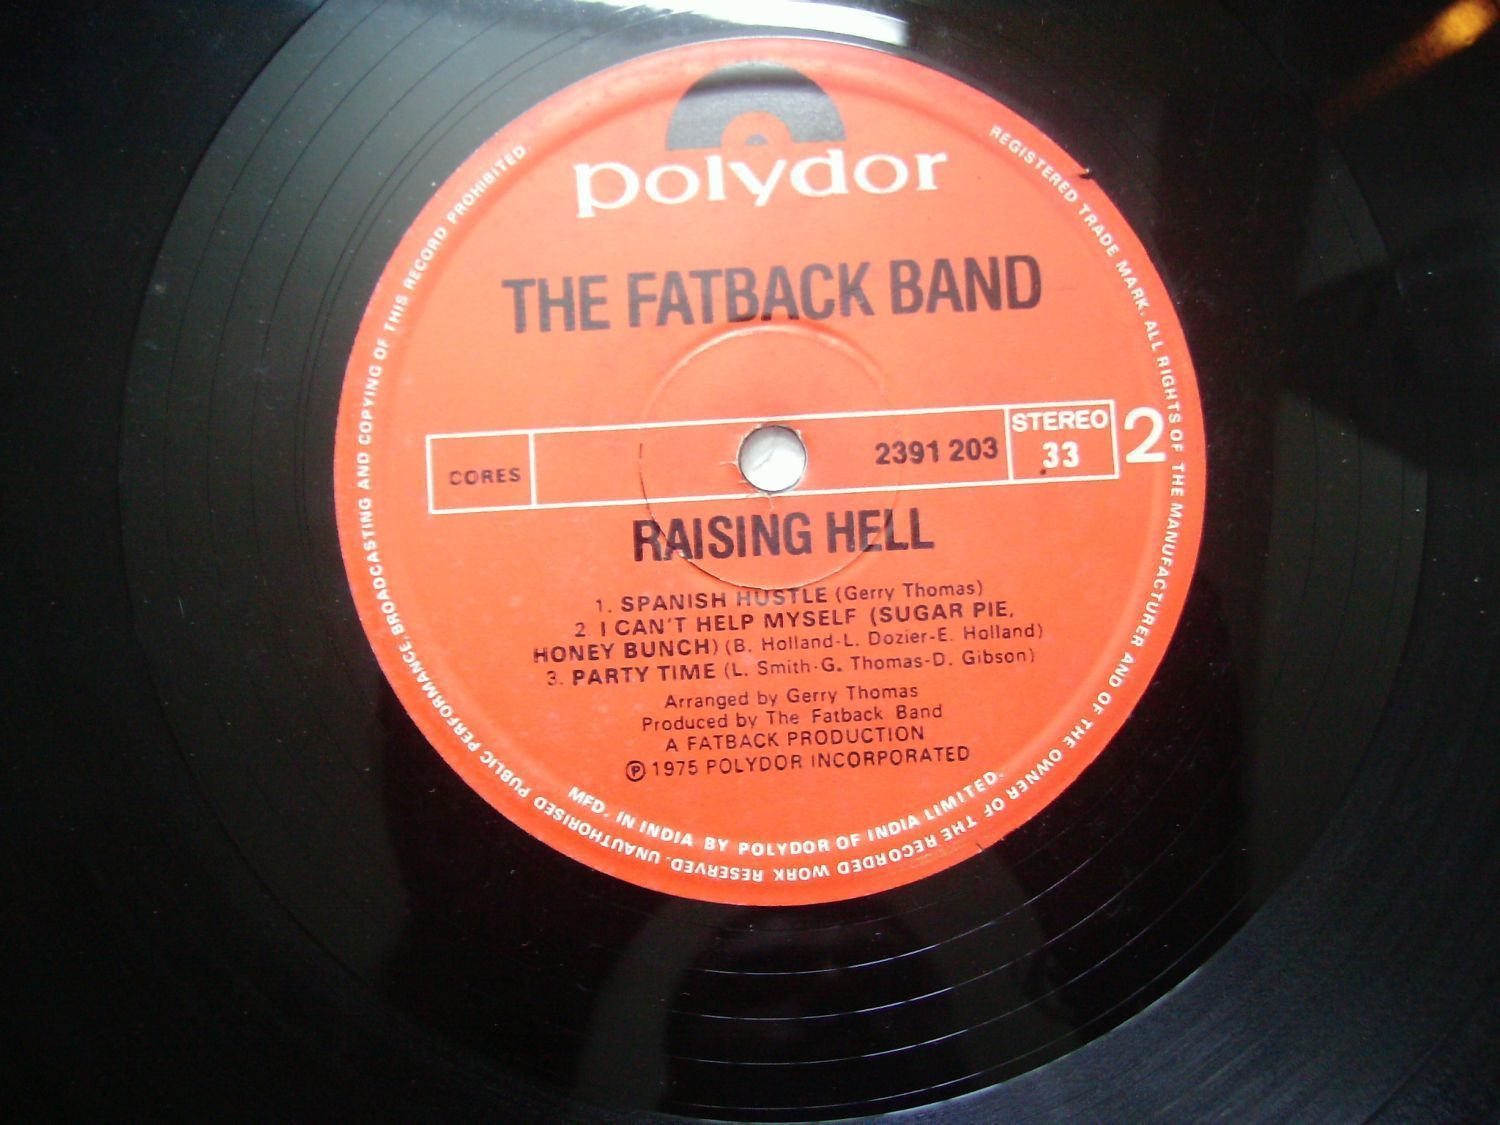 polydor
THE FATBACK BAND
CORES
2391 203
STEREO
33
2
RAISING HELL
1. SPANISH HUSTLE (Gerry Thomas)
2. I CAN'T HELP MYSELF (SUGAR PIE,
HONEY BUNCH) (B. Holland-L. Dozier-E. Holland)
3. PARTY TIME (L. Smith-G. Thomas-D. Gibson)
Arranged by Gerry Thomas
Produced by The Fatback Band
A FATBACK PRODUCTION
℗ 1975 POLYDOR INCORPORATED
MFD. IN INDIA BY POLYDOR OF INDIA LIMITED.
REGISTERED TRADE MARK. ALL RIGHTS OF THE MANUFACTURER AND OF THE OWNER OF THE RECORDED WORK RESERVED. UNAUTHORISED PUBLIC PERFORMANCE, BROADCASTING AND COPYING OF THIS RECORD PROHIBITED.